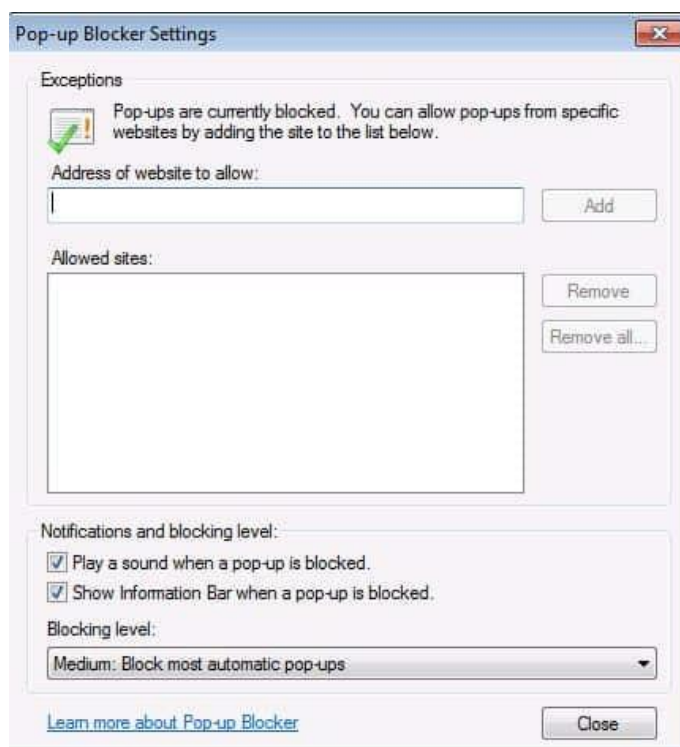 Pop-up Blocker Settings
Exceptions
Pop-ups are currently blocked. You can allow pop-ups from specific
websites by adding the site to the list below.
Address of website to allow:
Add
Allowed sites:
Remove
Remove all...
Notifications and blocking level:
Play a sound when a pop-up is blocked.
Show Information Bar when a pop-up is blocked.
Blocking level:
Medium: Block most automatic pop-ups
Learn more about Pop-up Blocker
Close